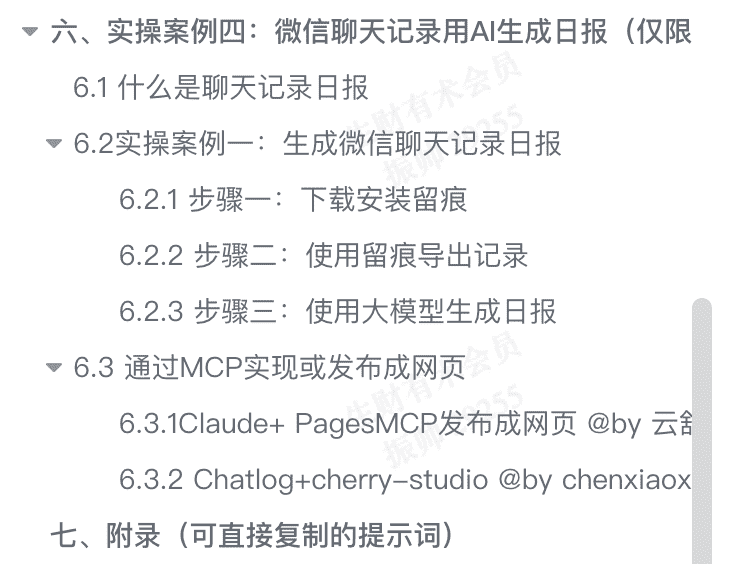 六、实操案例四：微信聊天记录用AI生成日报（仅限
6.1 什么是聊天记录日报
6.2实操案例一：生成微信聊天记录日报
6.2.1 步骤一：下载安装留痕
6.2.2 步骤二：使用留痕导出记录
6.2.3 步骤三：使用大模型生成日报
6.3 通过MCP实现或发布成网页
6.3.1Claude+ PagesMCP发布成网页 @by 云舒
6.3.2 Chatlog+cherry-studio @by chenxiaox
七、附录（可直接复制的提示词）